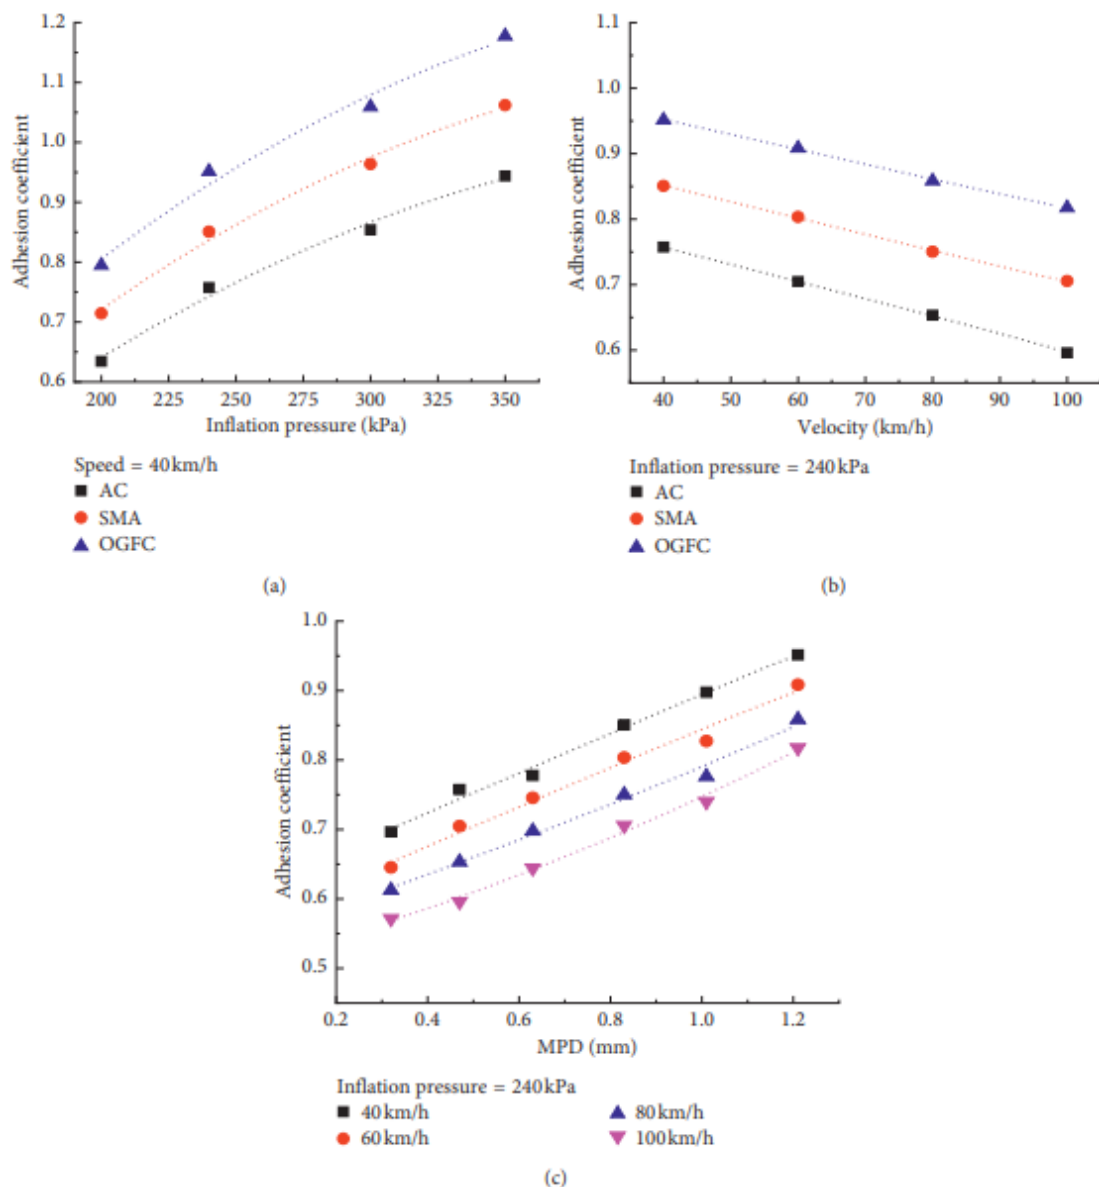 1.2
1.1
1.0
0.9
0.8
0.7
0.6
Adhesion coefficient
200 225 250 275 300 325 350
Inflation pressure (kPa)
Speed = 40 km/h
AC
SMA
OGFC
(a)
1.1
1.0
0.9
0.8
0.7
0.6
Adhesion coefficient
40 50 60 70 80 90 100
Velocity (km/h)
Inflation pressure = 240 kPa
AC
SMA
OGFC
(b)
1.0
0.9
0.8
0.7
0.6
0.5
Adhesion coefficient
0.2 0.4 0.6 0.8 1.0 1.2
MPD (mm)
Inflation pressure = 240 kPa
40 km/h 80 km/h
60 km/h 100 km/h
(c)